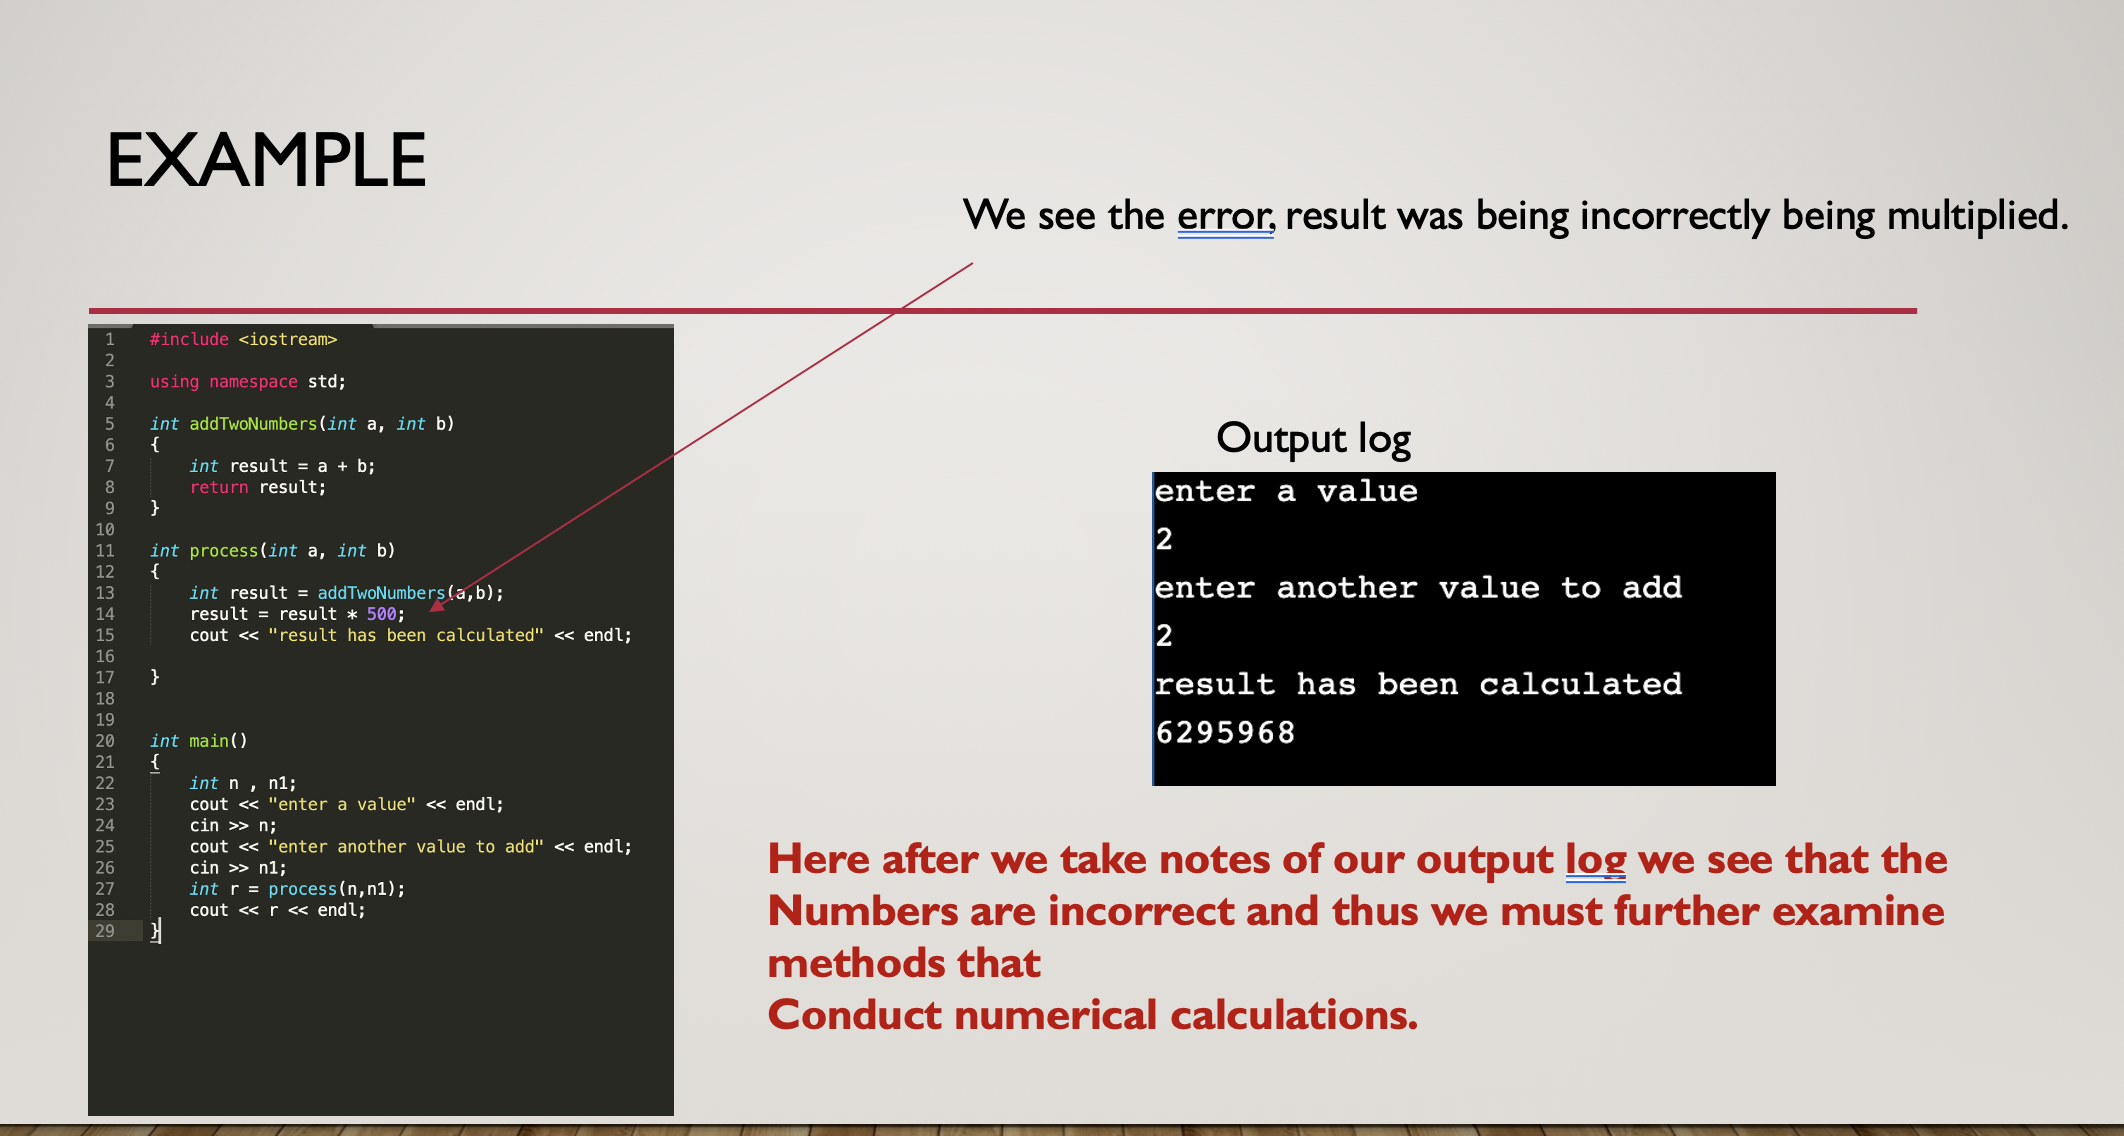 EXAMPLE
We see the error, result was being incorrectly being multiplied.
1 #include <iostream>
2
3 using namespace std;
4
5 int addTwoNumbers(int a, int b)
6 {
7 int result = a + b;
8 return result;
9 }
10
11 int process(int a, int b)
12 {
13 int result = addTwoNumbers(a,b);
14 result = result * 500;
15 cout << "result has been calculated" << endl;
16
17 }
18
19
20 int main()
21 {
22 int n , n1;
23 cout << "enter a value" << endl;
24 cin >> n;
25 cout << "enter another value to add" << endl;
26 cin >> n1;
27 int r = process(n,n1);
28 cout << r << endl;
29 }
Output log
enter a value
2
enter another value to add
2
result has been calculated
6295968
Here after we take notes of our output log we see that the
Numbers are incorrect and thus we must further examine
methods that
Conduct numerical calculations.